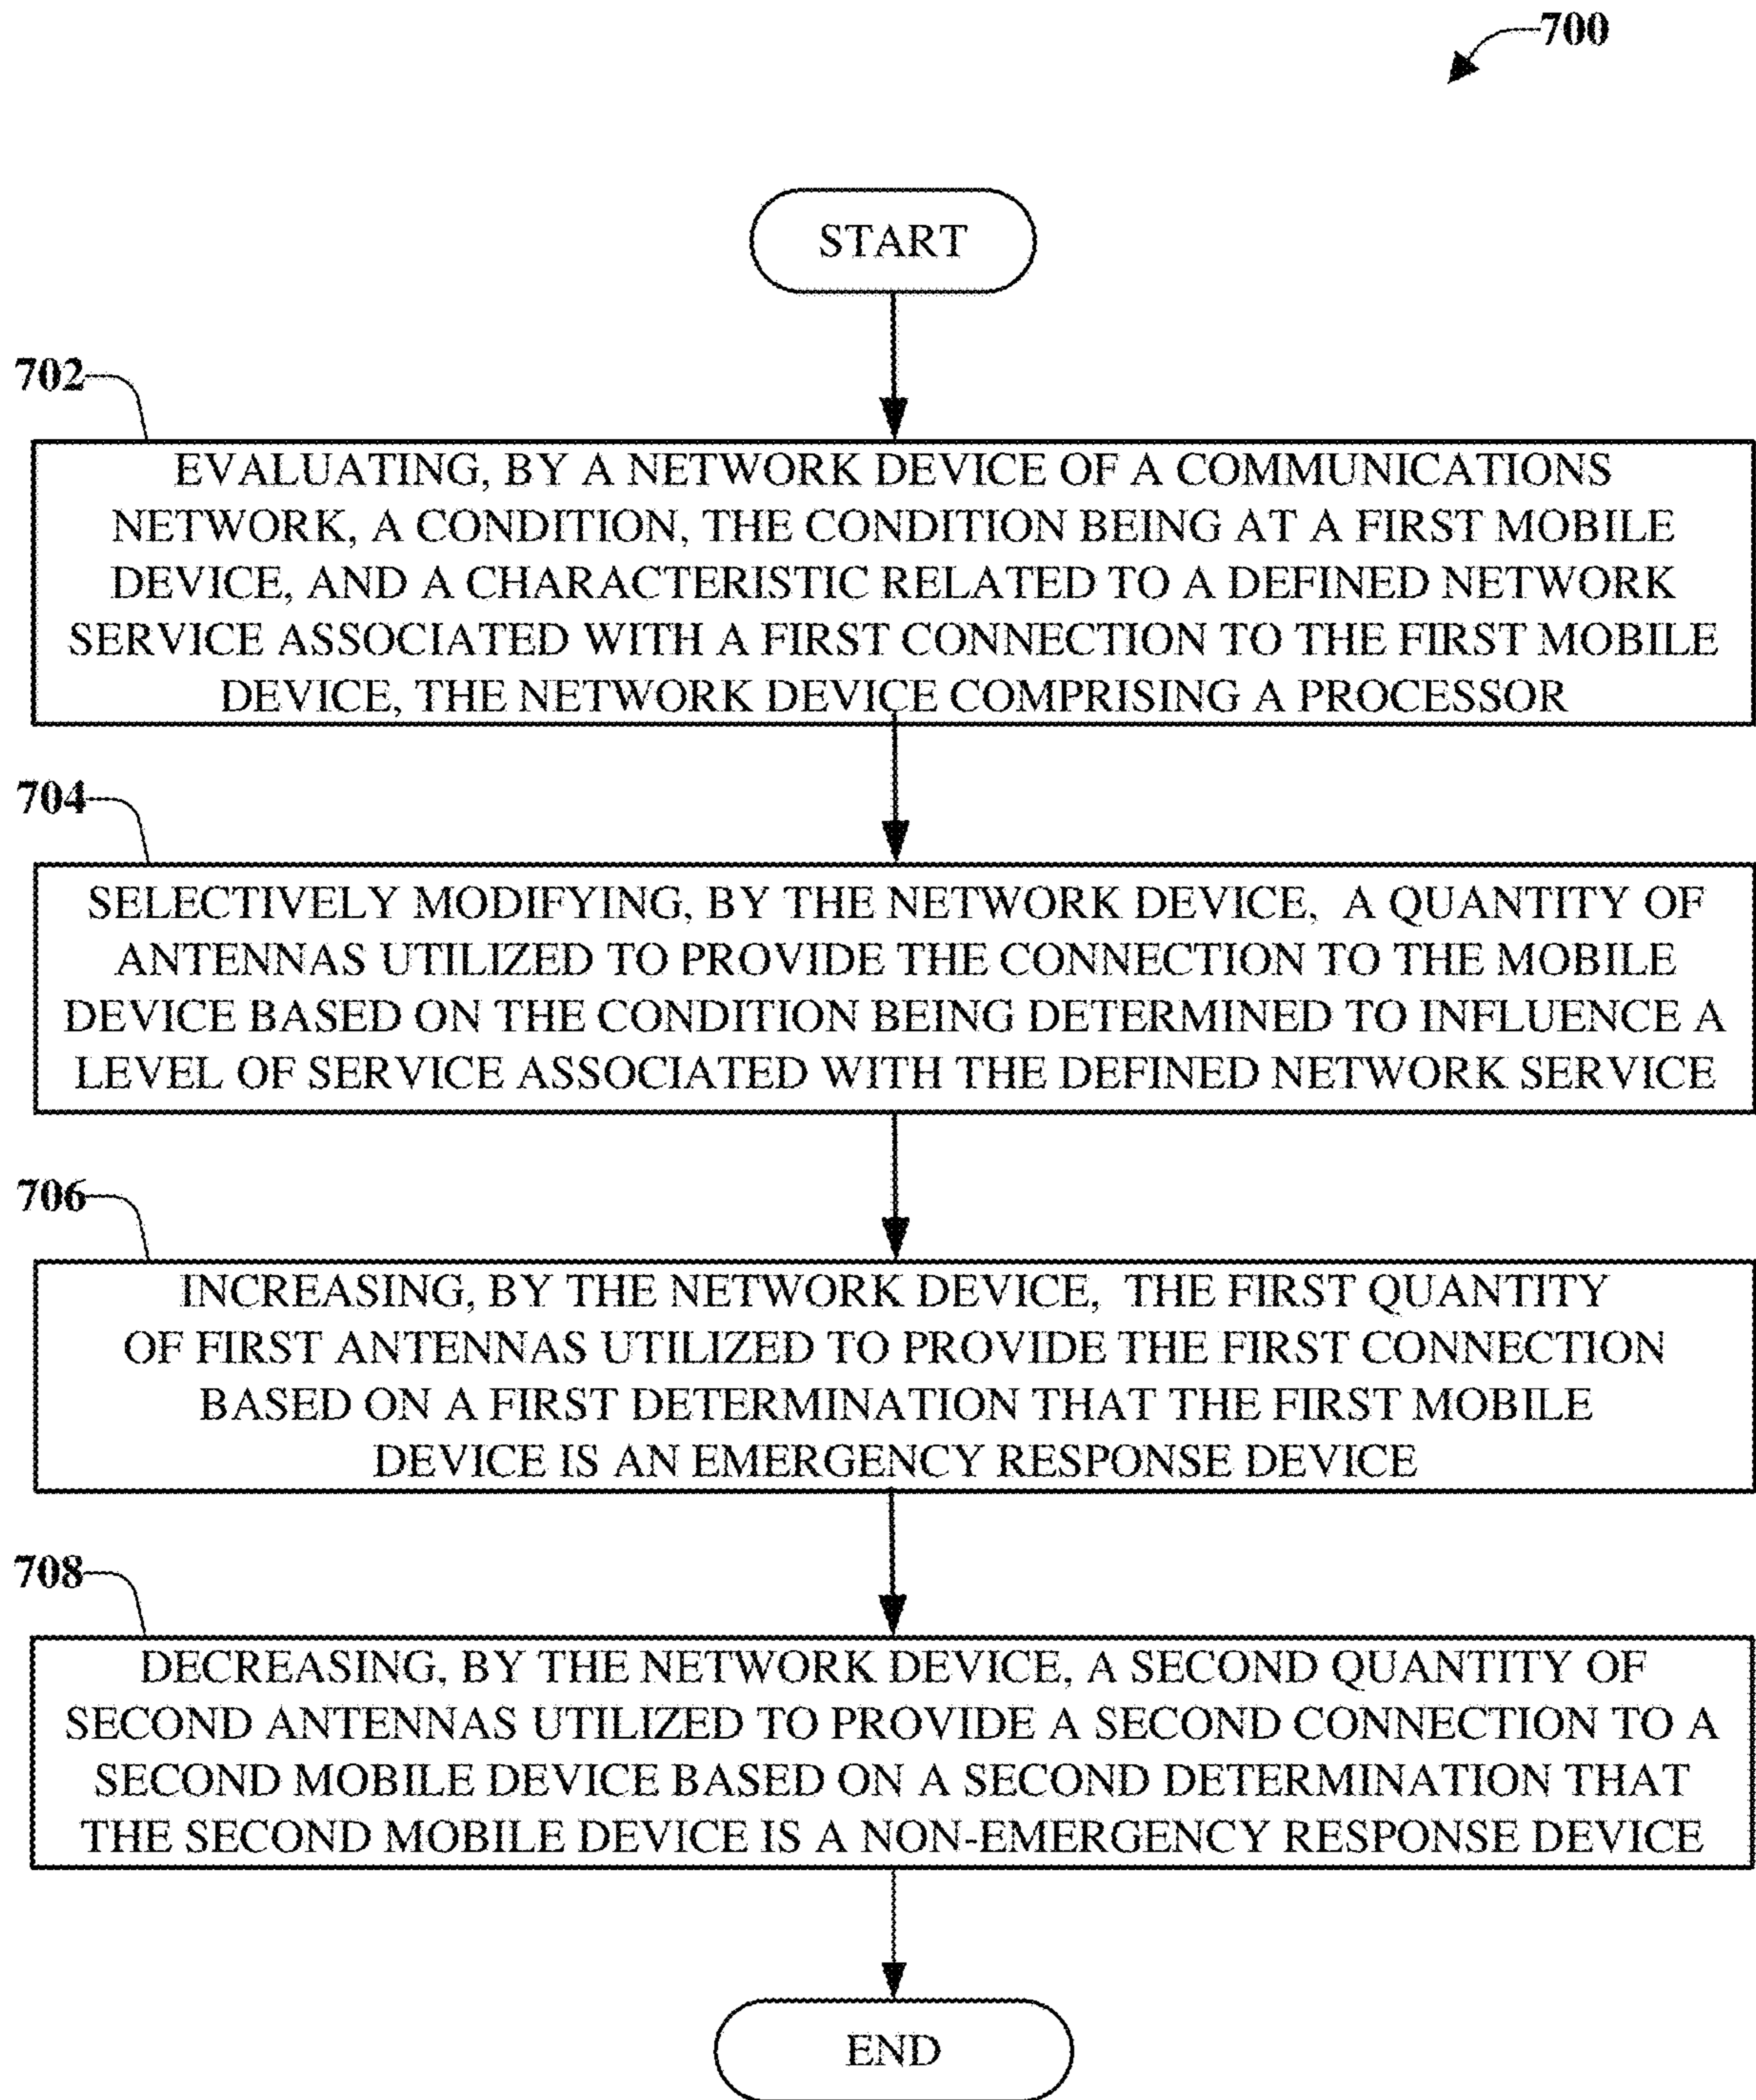 700
START
702
EVALUATING, BY A NETWORK DEVICE OF A COMMUNICATIONS
NETWORK, A CONDITION, THE CONDITION BEING AT A FIRST MOBILE
DEVICE, AND A CHARACTERISTIC RELATED TO A DEFINED NETWORK
SERVICE ASSOCIATED WITH A FIRST CONNECTION TO THE FIRST MOBILE
DEVICE, THE NETWORK DEVICE COMPRISING A PROCESSOR
704
SELECTIVELY MODIFYING, BY THE NETWORK DEVICE, A QUANTITY OF
ANTENNAS UTILIZED TO PROVIDE THE CONNECTION TO THE MOBILE
DEVICE BASED ON THE CONDITION BEING DETERMINED TO INFLUENCE A
LEVEL OF SERVICE ASSOCIATED WITH THE DEFINED NETWORK SERVICE
706
INCREASING, BY THE NETWORK DEVICE, THE FIRST QUANTITY
OF FIRST ANTENNAS UTILIZED TO PROVIDE THE FIRST CONNECTION
BASED ON A FIRST DETERMINATION THAT THE FIRST MOBILE
DEVICE IS AN EMERGENCY RESPONSE DEVICE
708
DECREASING, BY THE NETWORK DEVICE, A SECOND QUANTITY OF
SECOND ANTENNAS UTILIZED TO PROVIDE A SECOND CONNECTION TO A
SECOND MOBILE DEVICE BASED ON A SECOND DETERMINATION THAT
THE SECOND MOBILE DEVICE IS A NON-EMERGENCY RESPONSE DEVICE
END